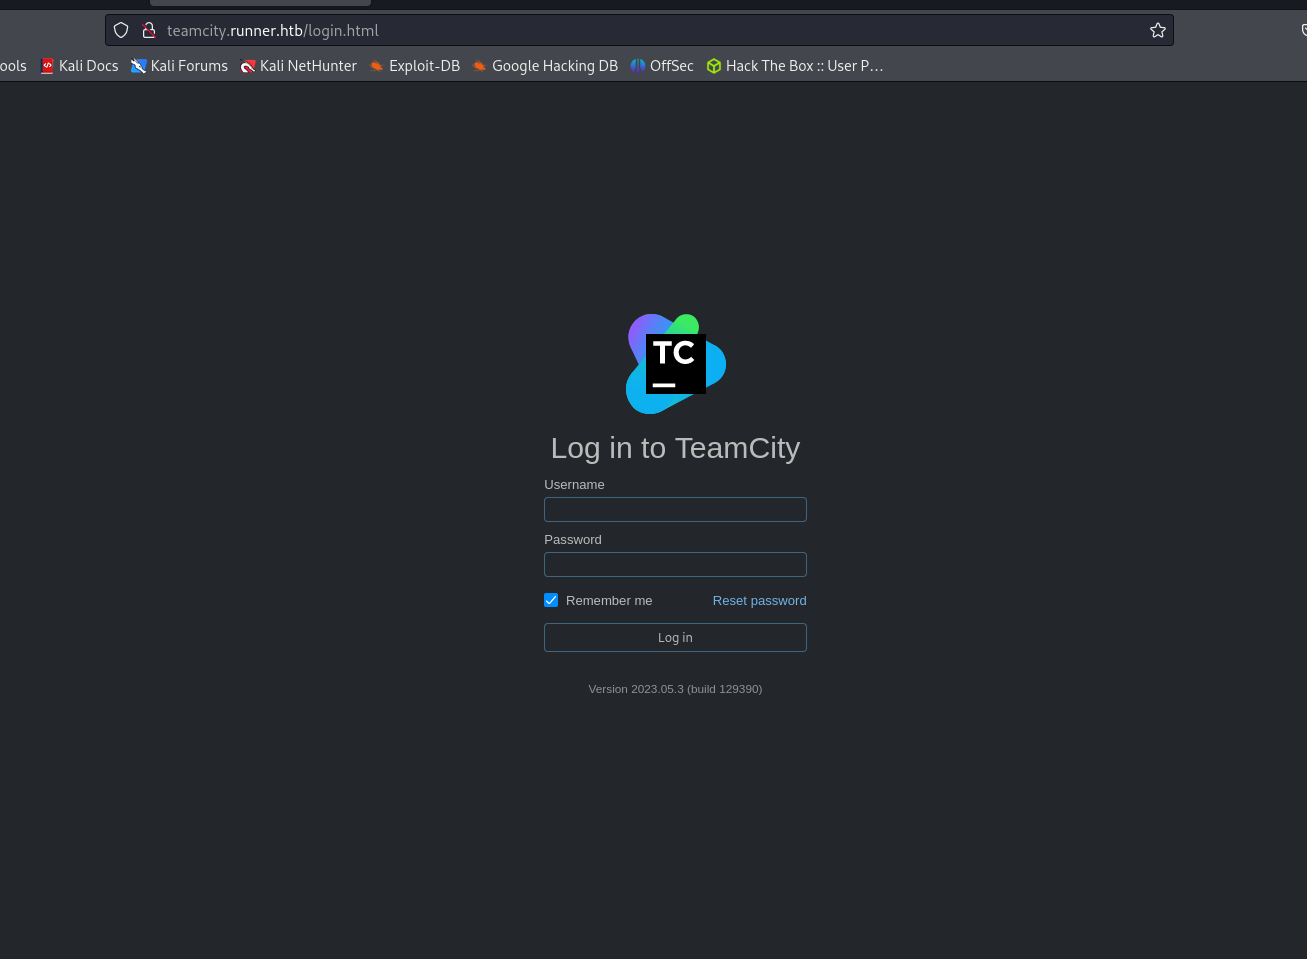 teamcity.runner.htb/login.html
ools Kali Docs Kali Forums Kali NetHunter Exploit-DB Google Hacking DB OffSec Hack The Box :: User P…
TC
Log in to TeamCity
Username
Password
Remember me Reset password
Log in
Version 2023.05.3 (build 129390)